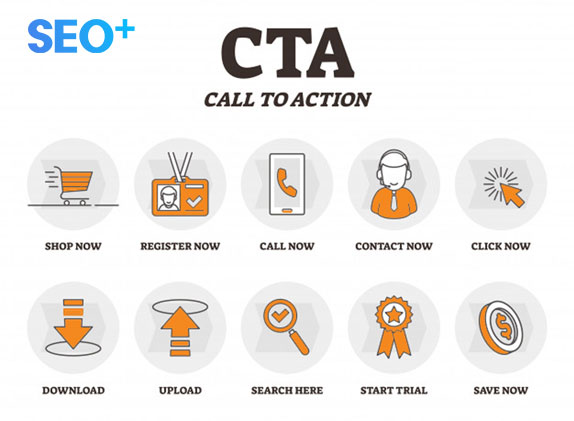 SEO+
CTA
CALL TO ACTION
SHOP NOW
REGISTER NOW
CALL NOW
CONTACT NOW
CLICK NOW
DOWNLOAD
UPLOAD
SEARCH HERE
START TRIAL
SAVE NOW
$